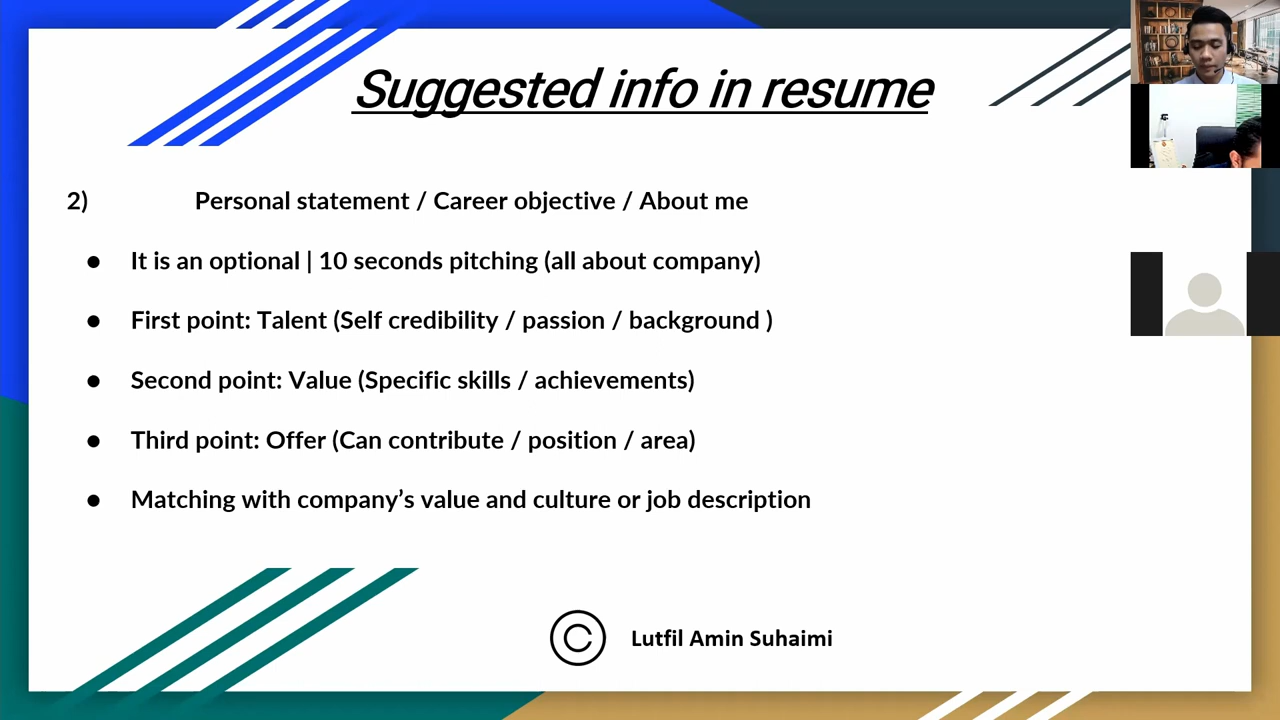 Suggested info in resume
2) Personal statement / Career objective / About me
● It is an optional | 10 seconds pitching (all about company)
● First point: Talent (Self credibility / passion / background )
● Second point: Value (Specific skills / achievements)
● Third point: Offer (Can contribute / position / area)
● Matching with company’s value and culture or job description
© Lutfil Amin Suhaimi